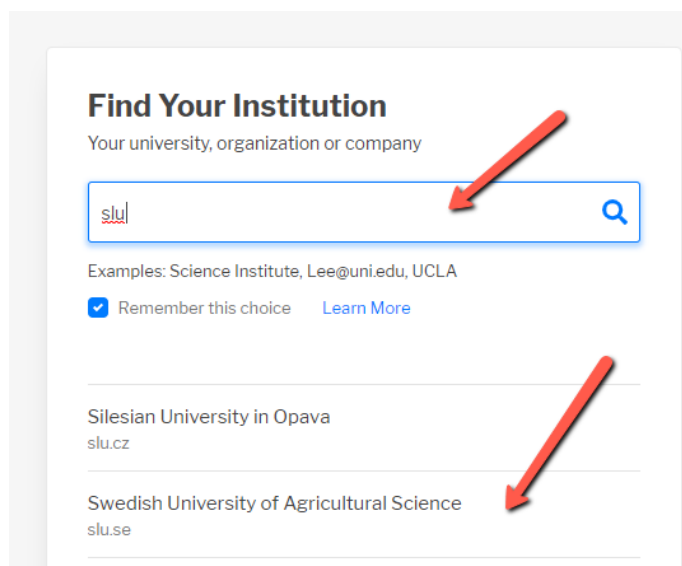 Find Your Institution
Your university, organization or company
slu
Examples: Science Institute, Lee@uni.edu, UCLA
Remember this choice Learn More
Silesian University in Opava
slu.cz
Swedish University of Agricultural Science
slu.se